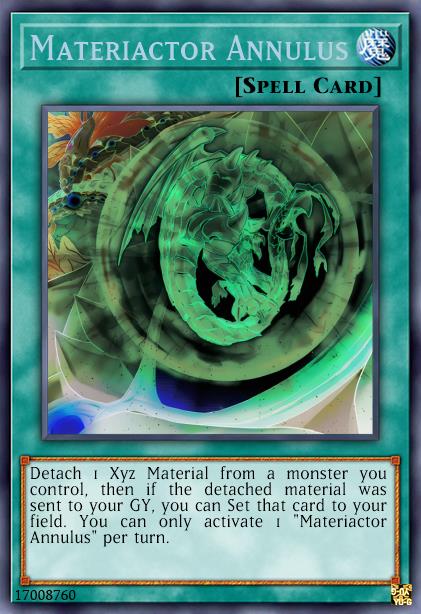 Materiactor Annulus 魔
[Spell Card]
Detach 1 Xyz Material from a monster you
control, then if the detached material was
sent to your GY, you can Set that card to your
field. You can only activate 1 "Materiactor
Annulus" per turn.
17008760